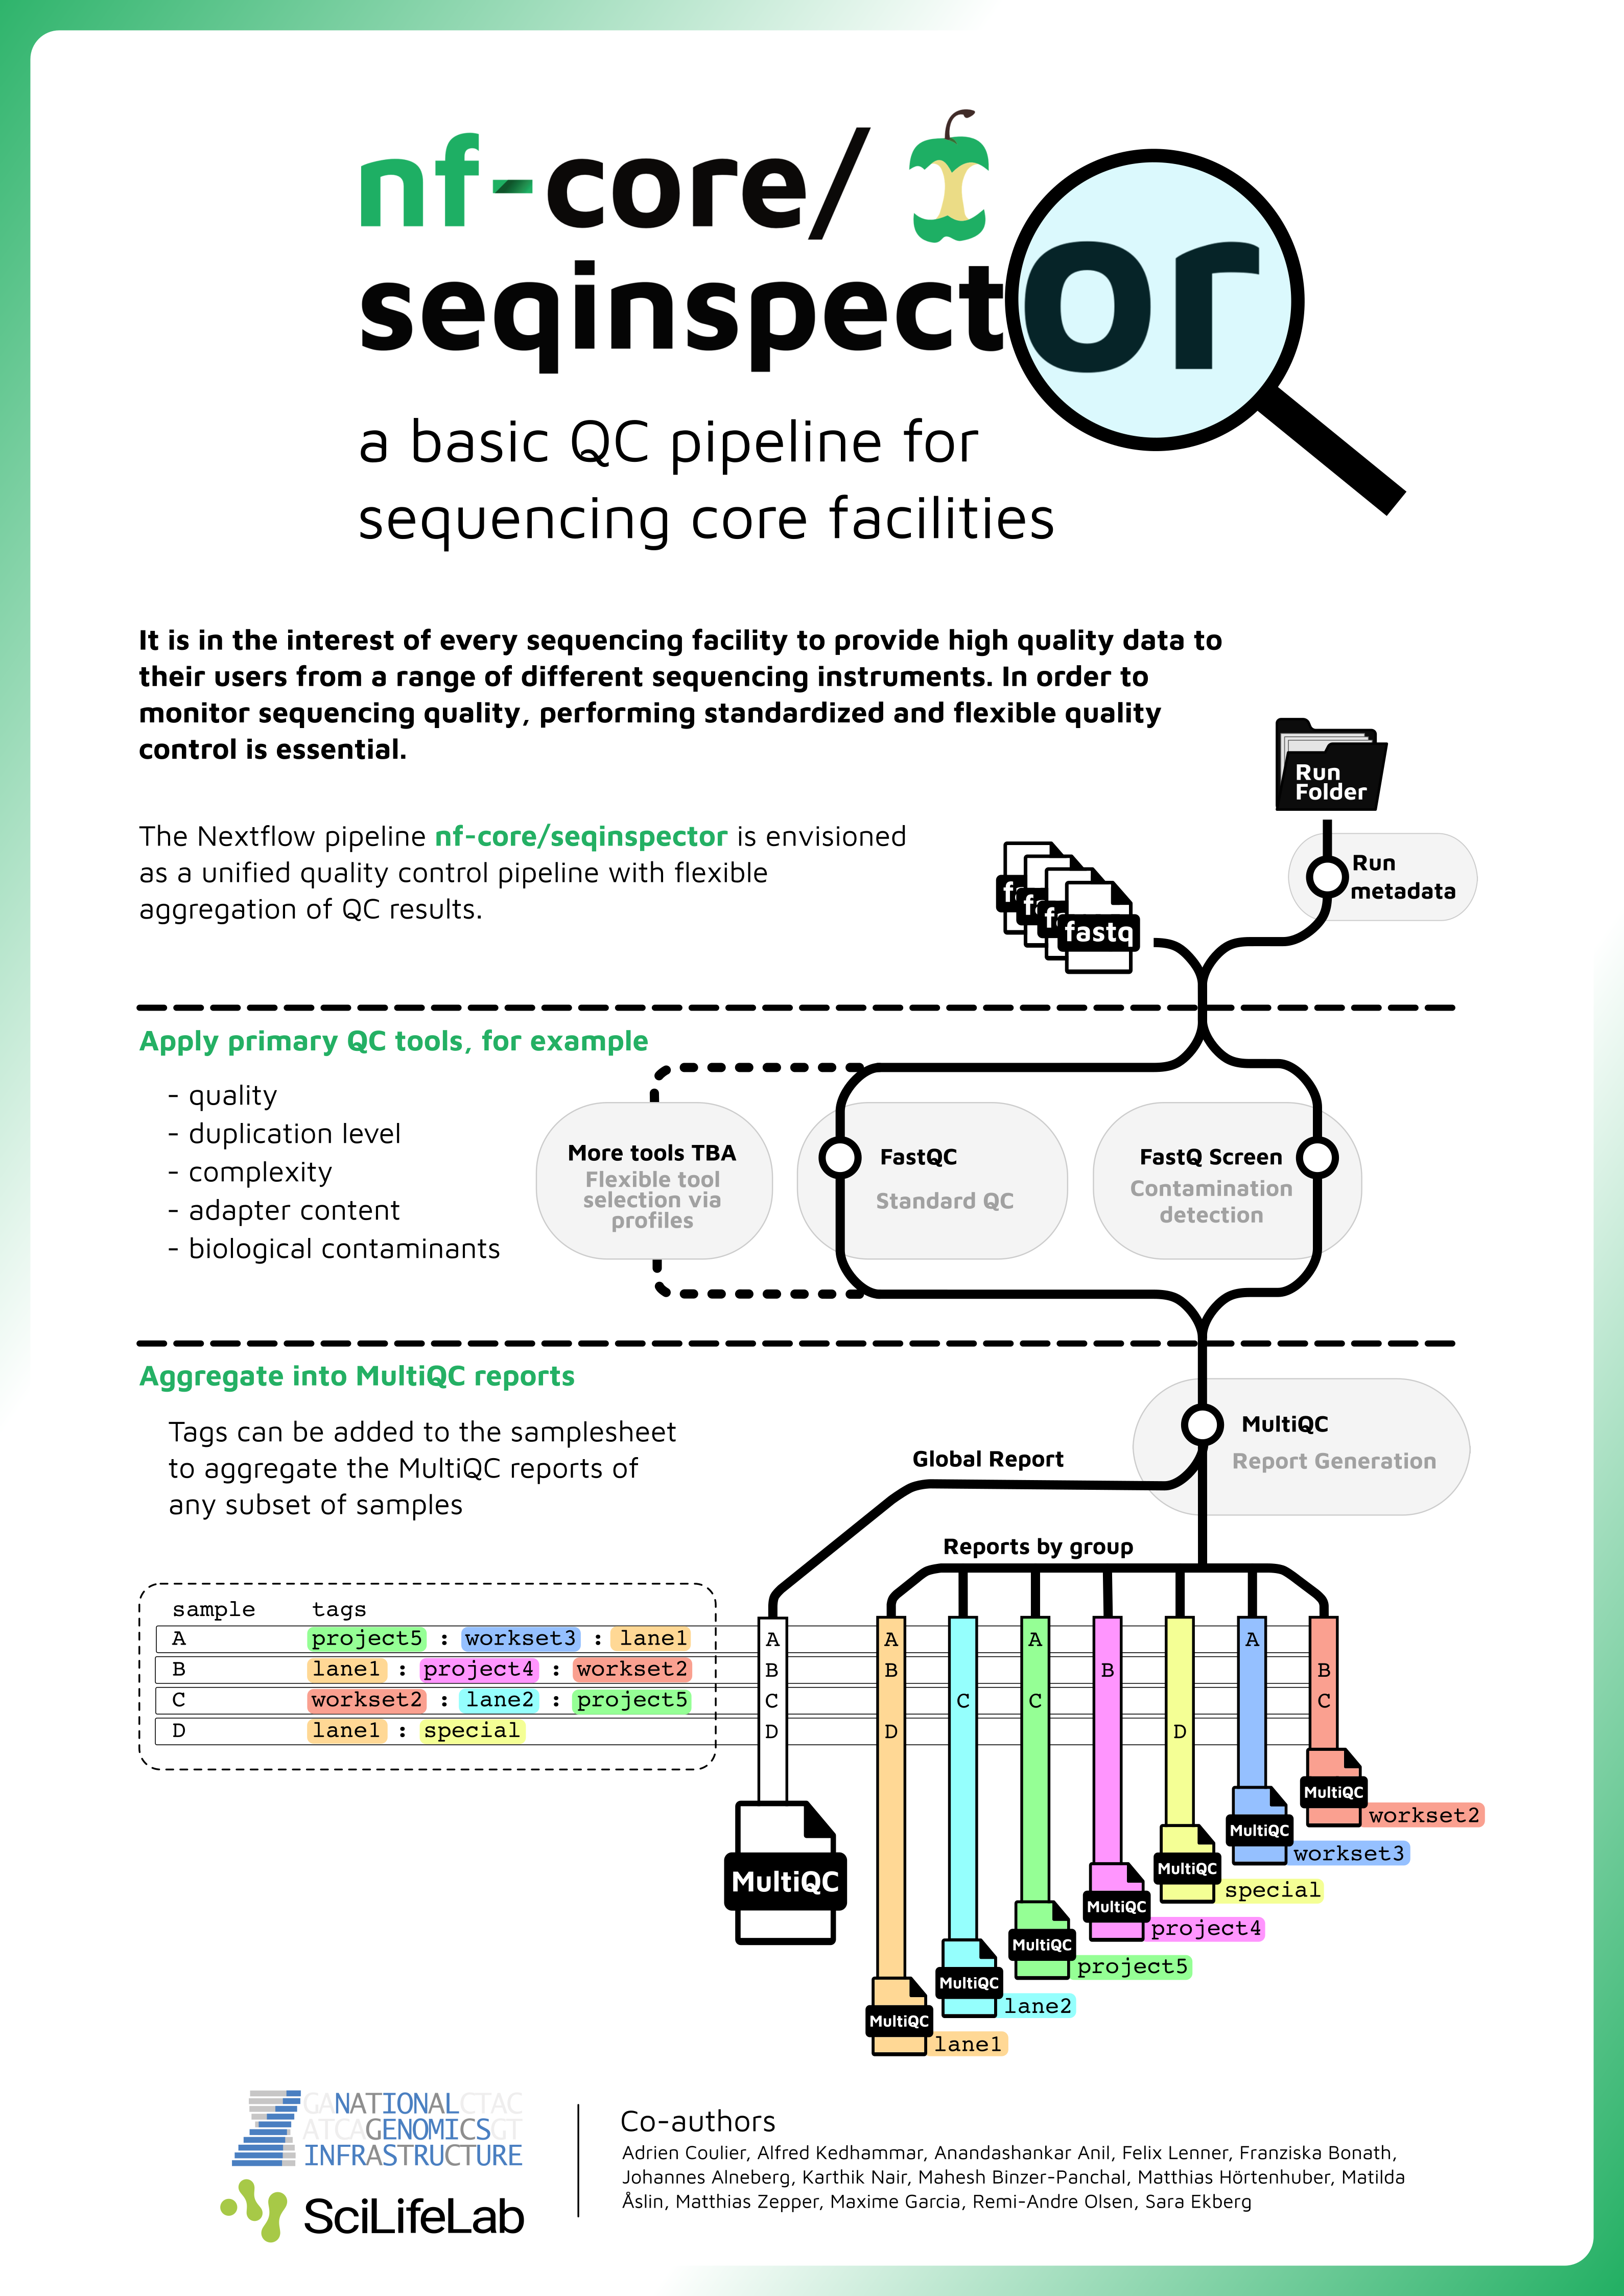 nf-core/
seqinspector
a basic QC pipeline for
sequencing core facilities
It is in the interest of every sequencing facility to provide high quality data to
their users from a range of different sequencing instruments. In order to
monitor sequencing quality, performing standardized and flexible quality
control is essential.
Run
Folder
Run
metadata
The Nextflow pipeline nf-core/seqinspector is envisioned
as a unified quality control pipeline with flexible
aggregation of QC results.
fa
fa
fa
fastq
Apply primary QC tools, for example
- quality
- duplication level
- complexity
- adapter content
- biological contaminants
More tools TBA
Flexible tool
selection via
profiles
FastQC
Standard QC
FastQ Screen
Contamination
detection
Aggregate into MultiQC reports
Tags can be added to the samplesheet
to aggregate the MultiQC reports of
any subset of samples
MultiQC
Report Generation
Global Report
Reports by group
sample tags
A project5 : workset3 : lane1 A A A A
B lane1 : project4 : workset2 B B B B
C workset2 : lane2 : project5 C C C C
D lane1 : special D D D
MultiQC
MultiQC workset2
MultiQC workset3
MultiQC special
MultiQC project4
MultiQC project5
MultiQC lane2
MultiQC lane1
GANATIONALCTAC
ATCAGENOMICSGT
INFRASTRUCTURE
SciLifeLab
Co-authors
Adrien Coulier, Alfred Kedhammar, Anandashankar Anil, Felix Lenner, Franziska Bonath,
Johannes Alneberg, Karthik Nair, Mahesh Binzer-Panchal, Matthias Hörtenhuber, Matilda
Åslin, Matthias Zepper, Maxime Garcia, Remi-Andre Olsen, Sara Ekberg